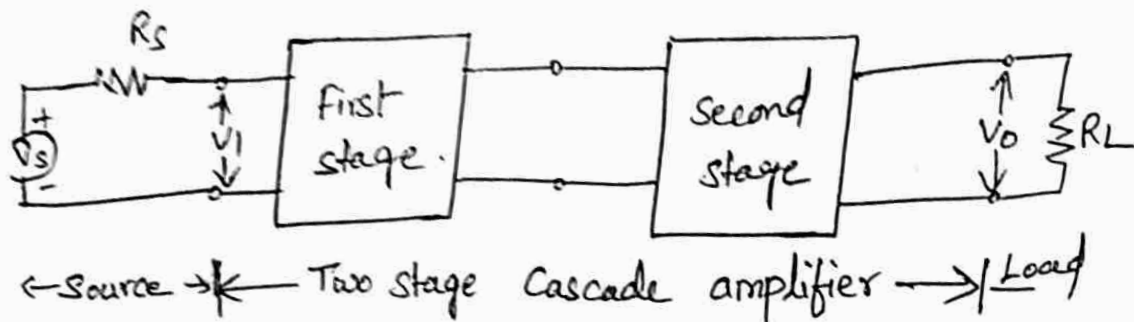 RS
+
Vs
-
V1
First
stage.
Second
stage
Vo
RL
←Source→
← Two stage Cascade amplifier →
Load